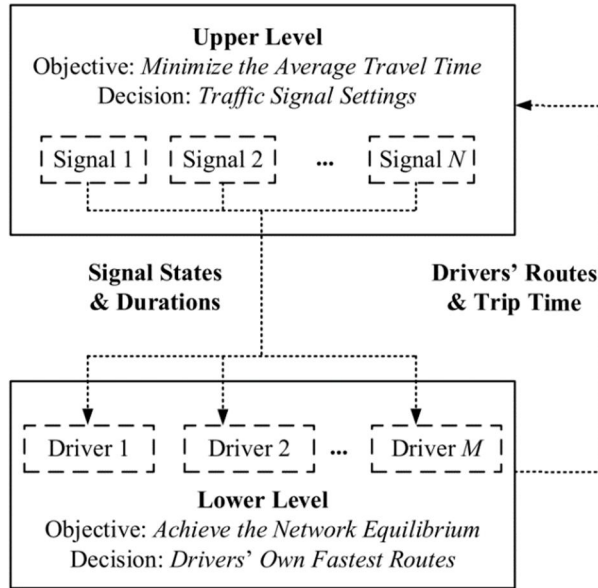 Upper Level
Objective: Minimize the Average Travel Time
Decision: Traffic Signal Settings
Signal 1 Signal 2 ... Signal N
Signal States
& Durations
Drivers' Routes
& Trip Time
Driver 1 Driver 2 ... Driver M
Lower Level
Objective: Achieve the Network Equilibrium
Decision: Drivers' Own Fastest Routes